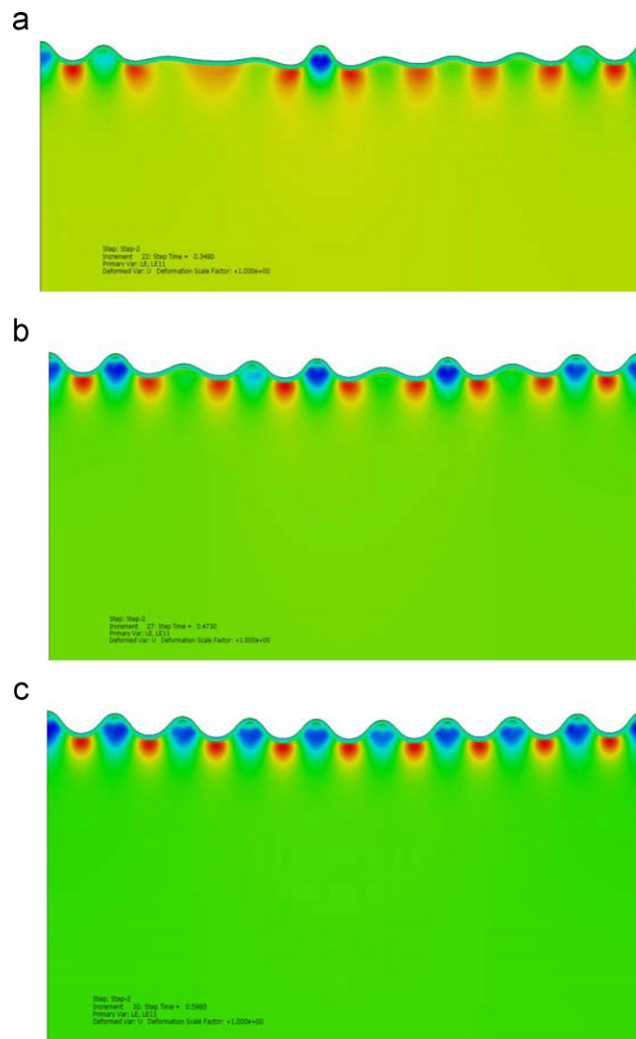 a
Step: Step-2
Increment 22: Step Time = 0.3480
Primary Var: LE, LE11
Deformed Var: U Deformation Scale Factor: +1.000e+00
b
Step: Step-2
Increment 27: Step Time = 0.4730
Primary Var: LE, LE11
Deformed Var: U Deformation Scale Factor: +1.000e+00
c
Step: Step-2
Increment 30: Step Time = 0.5980
Primary Var: LE, LE11
Deformed Var: U Deformation Scale Factor: +1.000e+00